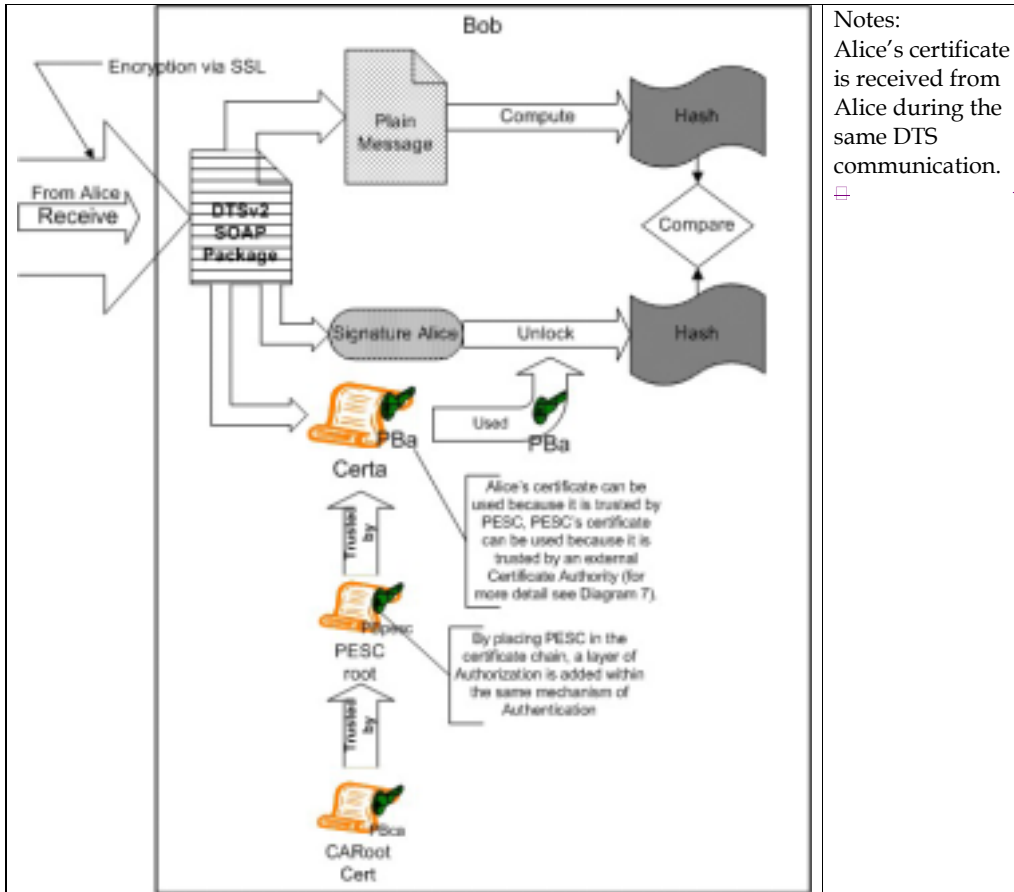 Bob
Encryption via SSL
From Alice
Receive
DTSv2
SOAP
Package
Plain
Message
Compute
Hash
Compare
Signature Alice
Unlock
Hash
PBa
Certa
Used
PBa
Alice's certificate can be
used because it is trusted by
PESC, PESC's certificate
can be used because it is
trusted by an external
Certificate Authority (for
more detail see Diagram 7).
Trusted
by
PBpesc
PESC
root
By placing PESC in the
certificate chain, a layer of
Authorization is added within
the same mechanism of
Authentication
Trusted
by
PBca
CARoot
Cert
Notes:
Alice’s certificate
is received from
Alice during the
same DTS
communication.